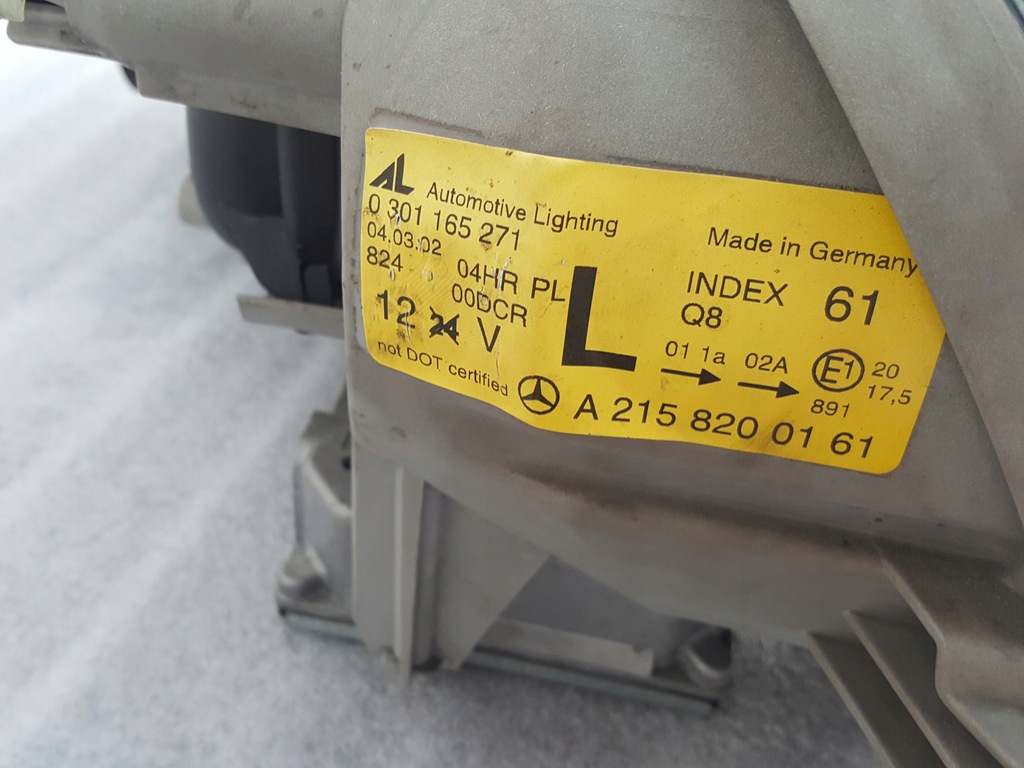 AL Automotive Lighting
0 301 165 271
04.03.02
824 04HR PL
00DCR
12 24 V
not DOT certified
L
Made in Germany
INDEX 61
Q8
01 1a 02A E1 20
17,5
891
A 215 820 01 61